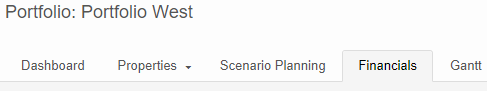 Portfolio: Portfolio West
Dashboard Properties Scenario Planning Financials Gantt